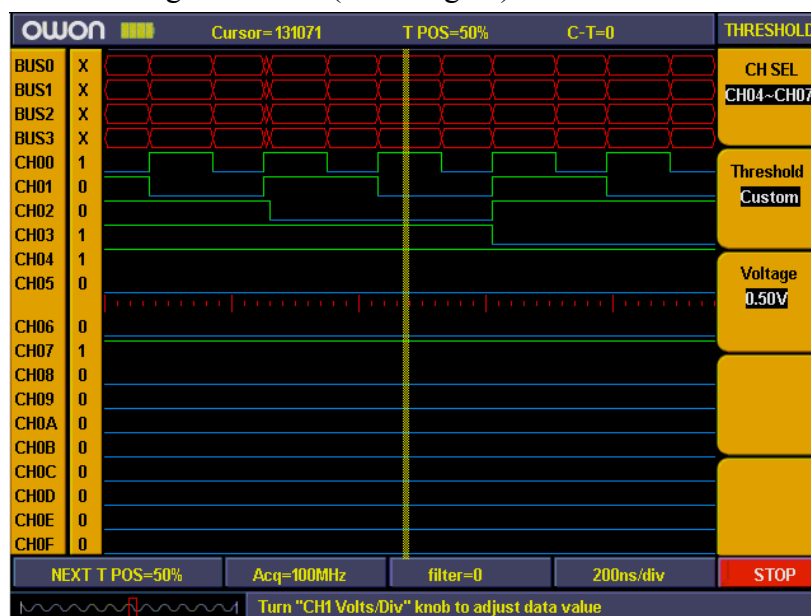 owon Cursor=131071 T POS=50% C-T=0 THRESHOLD
BUS0 X
BUS1 X
BUS2 X
BUS3 X
CH00 1
CH01 0
CH02 0
CH03 1
CH04 1
CH05 0
CH06 0
CH07 1
CH08 0
CH09 0
CH0A 0
CH0B 0
CH0C 0
CH0D 0
CH0E 0
CH0F 0
CH SEL
CH04~CH07
Threshold
Custom
Voltage
0.50V
NEXT T POS=50% Acq=100MHz filter=0 200ns/div STOP
Turn "CH1 Volts/Div" knob to adjust data value